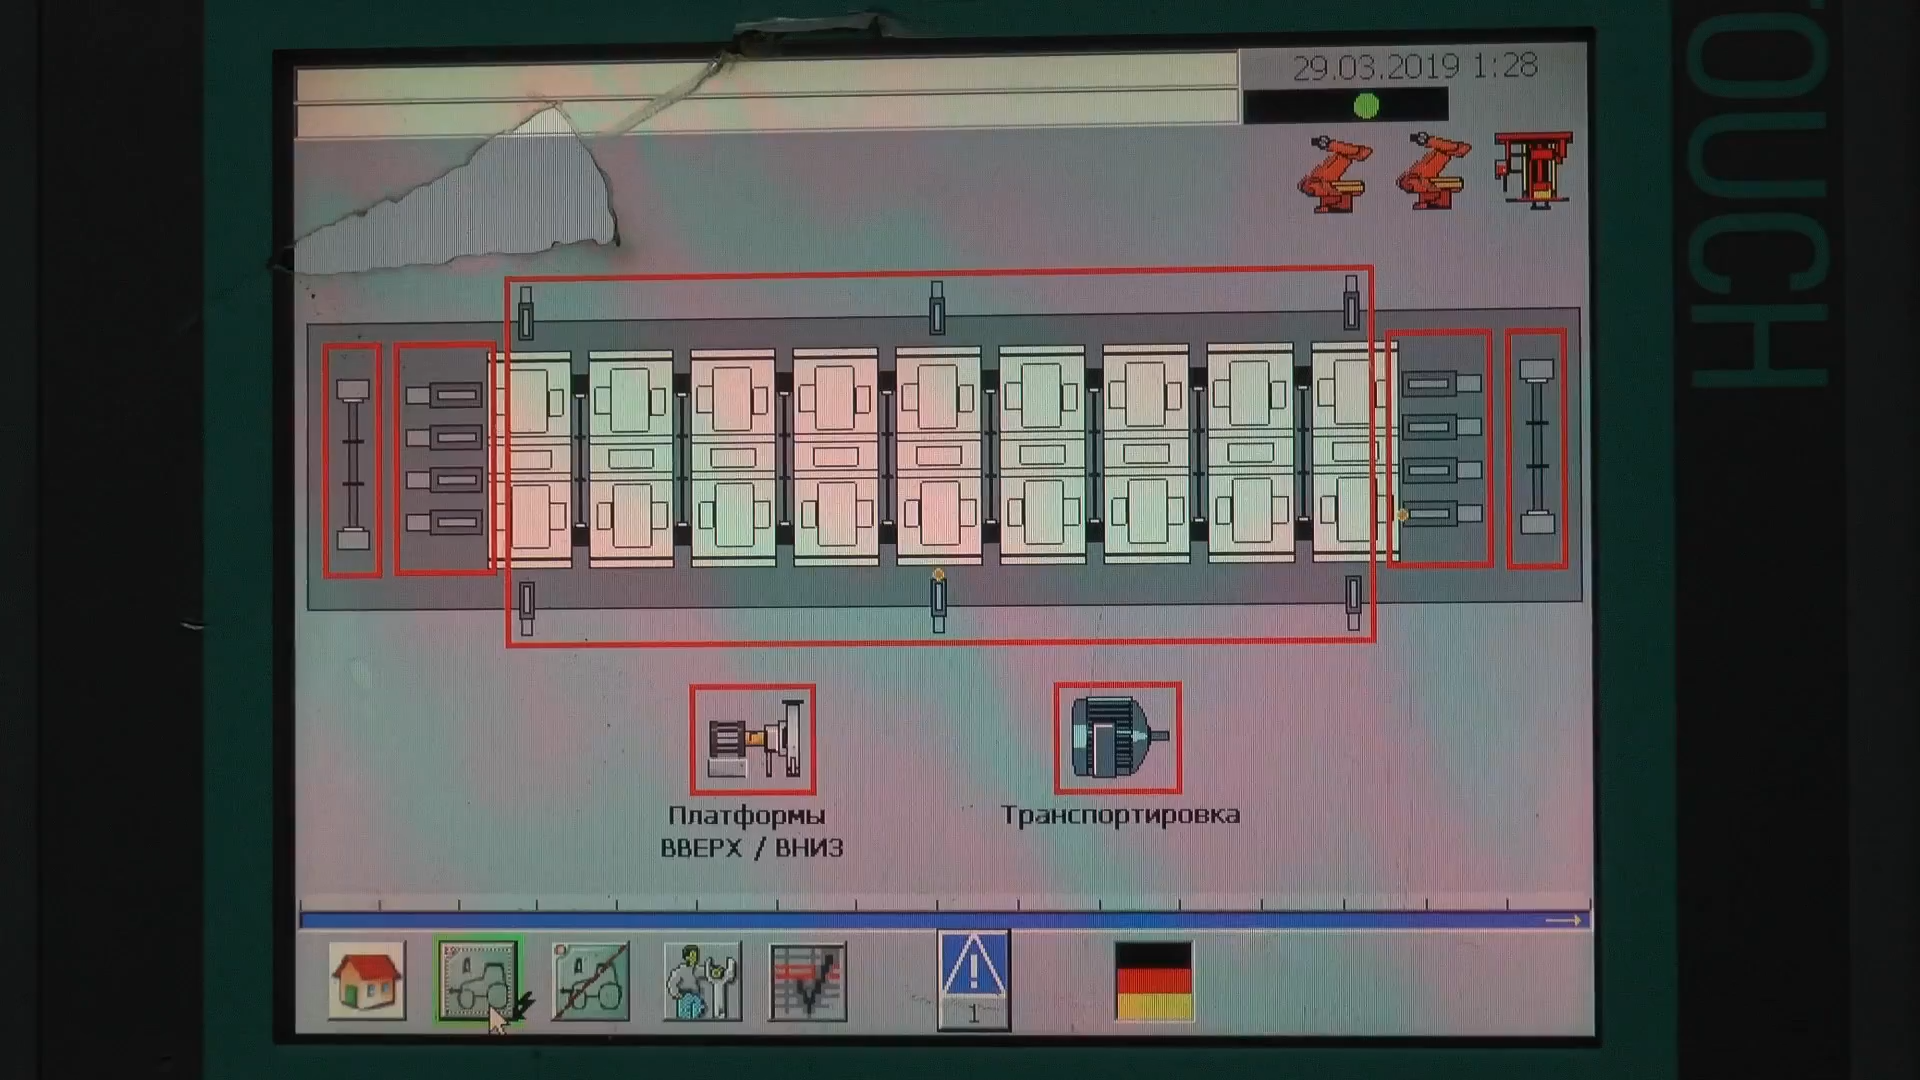 29.03.2019 1:28
Платформы
ВВЕРХ / ВНИЗ
Транспортировка
1
TOUCH